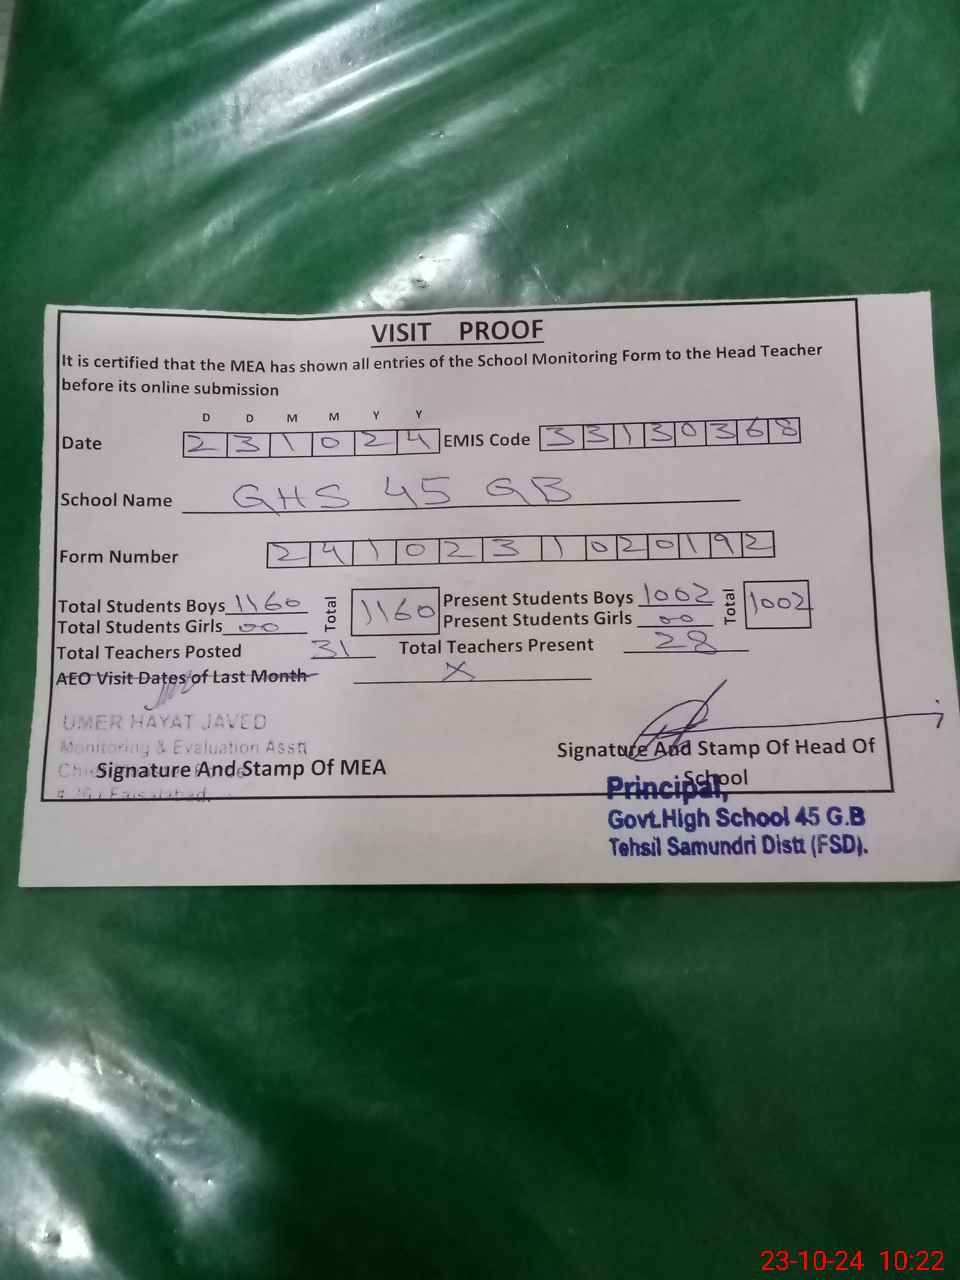 VISIT PROOF
It is certified that the MEA has shown all entries of the School Monitoring Form to the Head Teacher
before its online submission
D D M M Y Y
Date 2 3 1 0 2 4 EMIS Code 3 3 1 3 0 3 6 8
School Name GHS 45 GB
Form Number 2 4 1 0 2 3 1 0 2 0 1 9 2
Total Students Boys 1160 Total 1160 Present Students Boys 1002 Total 1002
Total Students Girls 00 Present Students Girls 00
Total Teachers Posted 31 Total Teachers Present 28
AEO Visit Dates of Last Month X
UMER HAYAT JAVED
Monitoring & Evaluation Asstt
Signature And Stamp Of MEA
Faisalabad.
Signature And Stamp Of Head Of
School
Principal,
Govt.High School 45 G.B
Tehsil Samundri Distt (FSD).
23-10-24 10:22